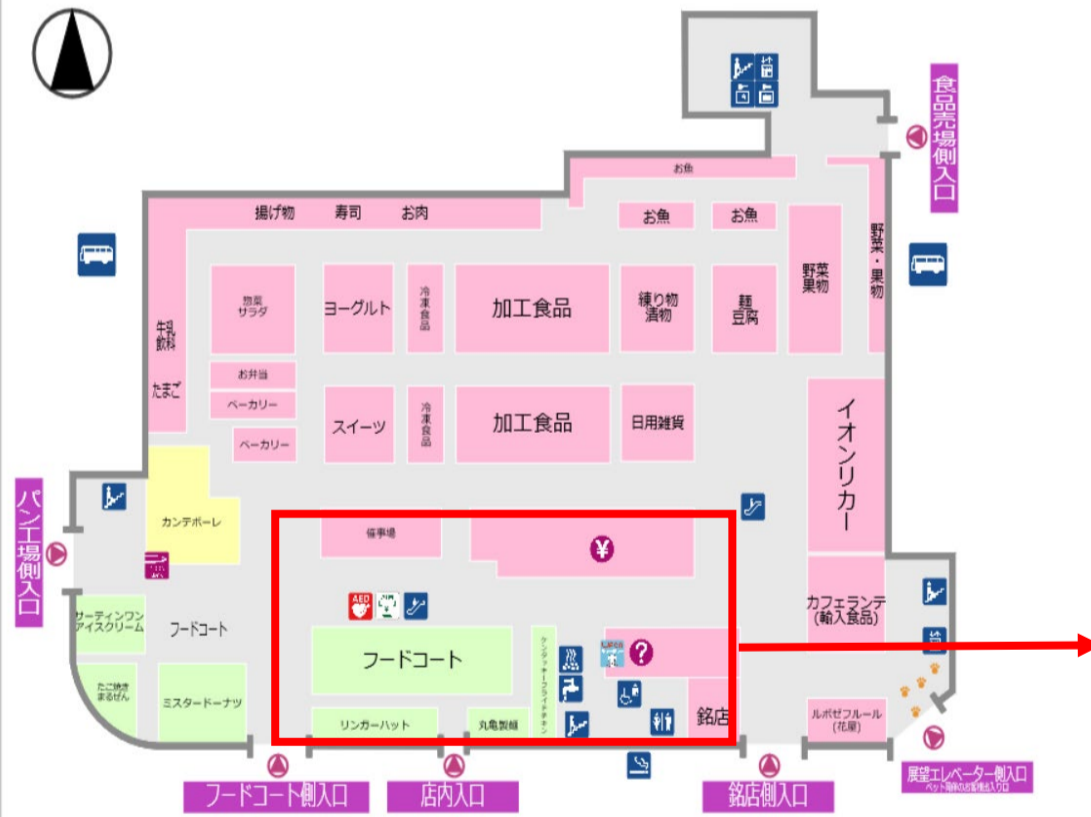 食品売場側入口
お魚
揚げ物
寿司
お肉
お魚
お魚
野菜
果物
野菜・果物
惣菜
サラダ
ヨーグルト
冷凍食品
加工食品
練り物
漬物
麺
豆腐
牛乳
飲料
たまご
お弁当
ベーカリー
ベーカリー
スイーツ
冷凍食品
加工食品
日用雑貨
イオンリカー
パン工場側入口
カンテボーレ
催事場
¥
AED
サーティンワン
アイスクリーム
フードコート
フードコート
ケンタッキーフライドチキン
?
カフェランテ
(輸入食品)
たこ焼き
まるぜん
ミスタードーナツ
リンガーハット
丸亀製麺
銘店
ルポゼフルール
(花屋)
フードコート側入口
店内入口
銘店側入口
展望エレベーター側入口